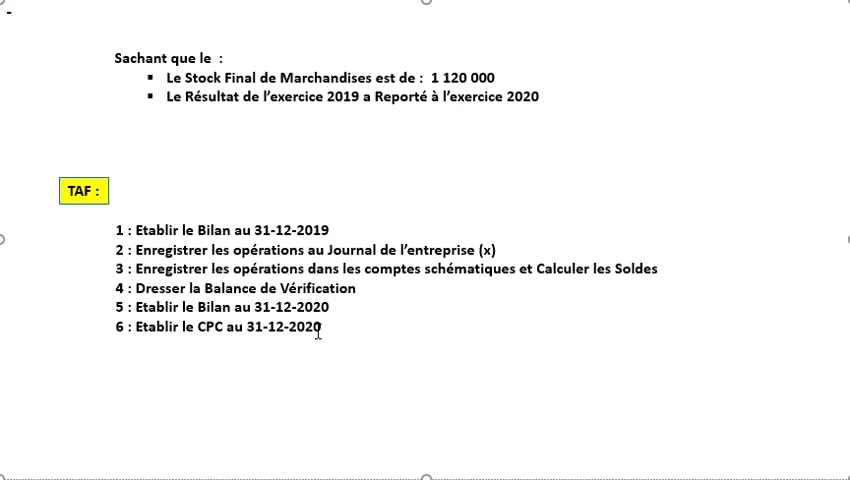 -
Sachant que le :
▪ Le Stock Final de Marchandises est de : 1 120 000
▪ Le Résultat de l’exercice 2019 a Reporté à l’exercice 2020
TAF :
1 : Etablir le Bilan au 31-12-2019
2 : Enregistrer les opérations au Journal de l’entreprise (x)
3 : Enregistrer les opérations dans les comptes schématiques et Calculer les Soldes
4 : Dresser la Balance de Vérification
5 : Etablir le Bilan au 31-12-2020
6 : Etablir le CPC au 31-12-2020